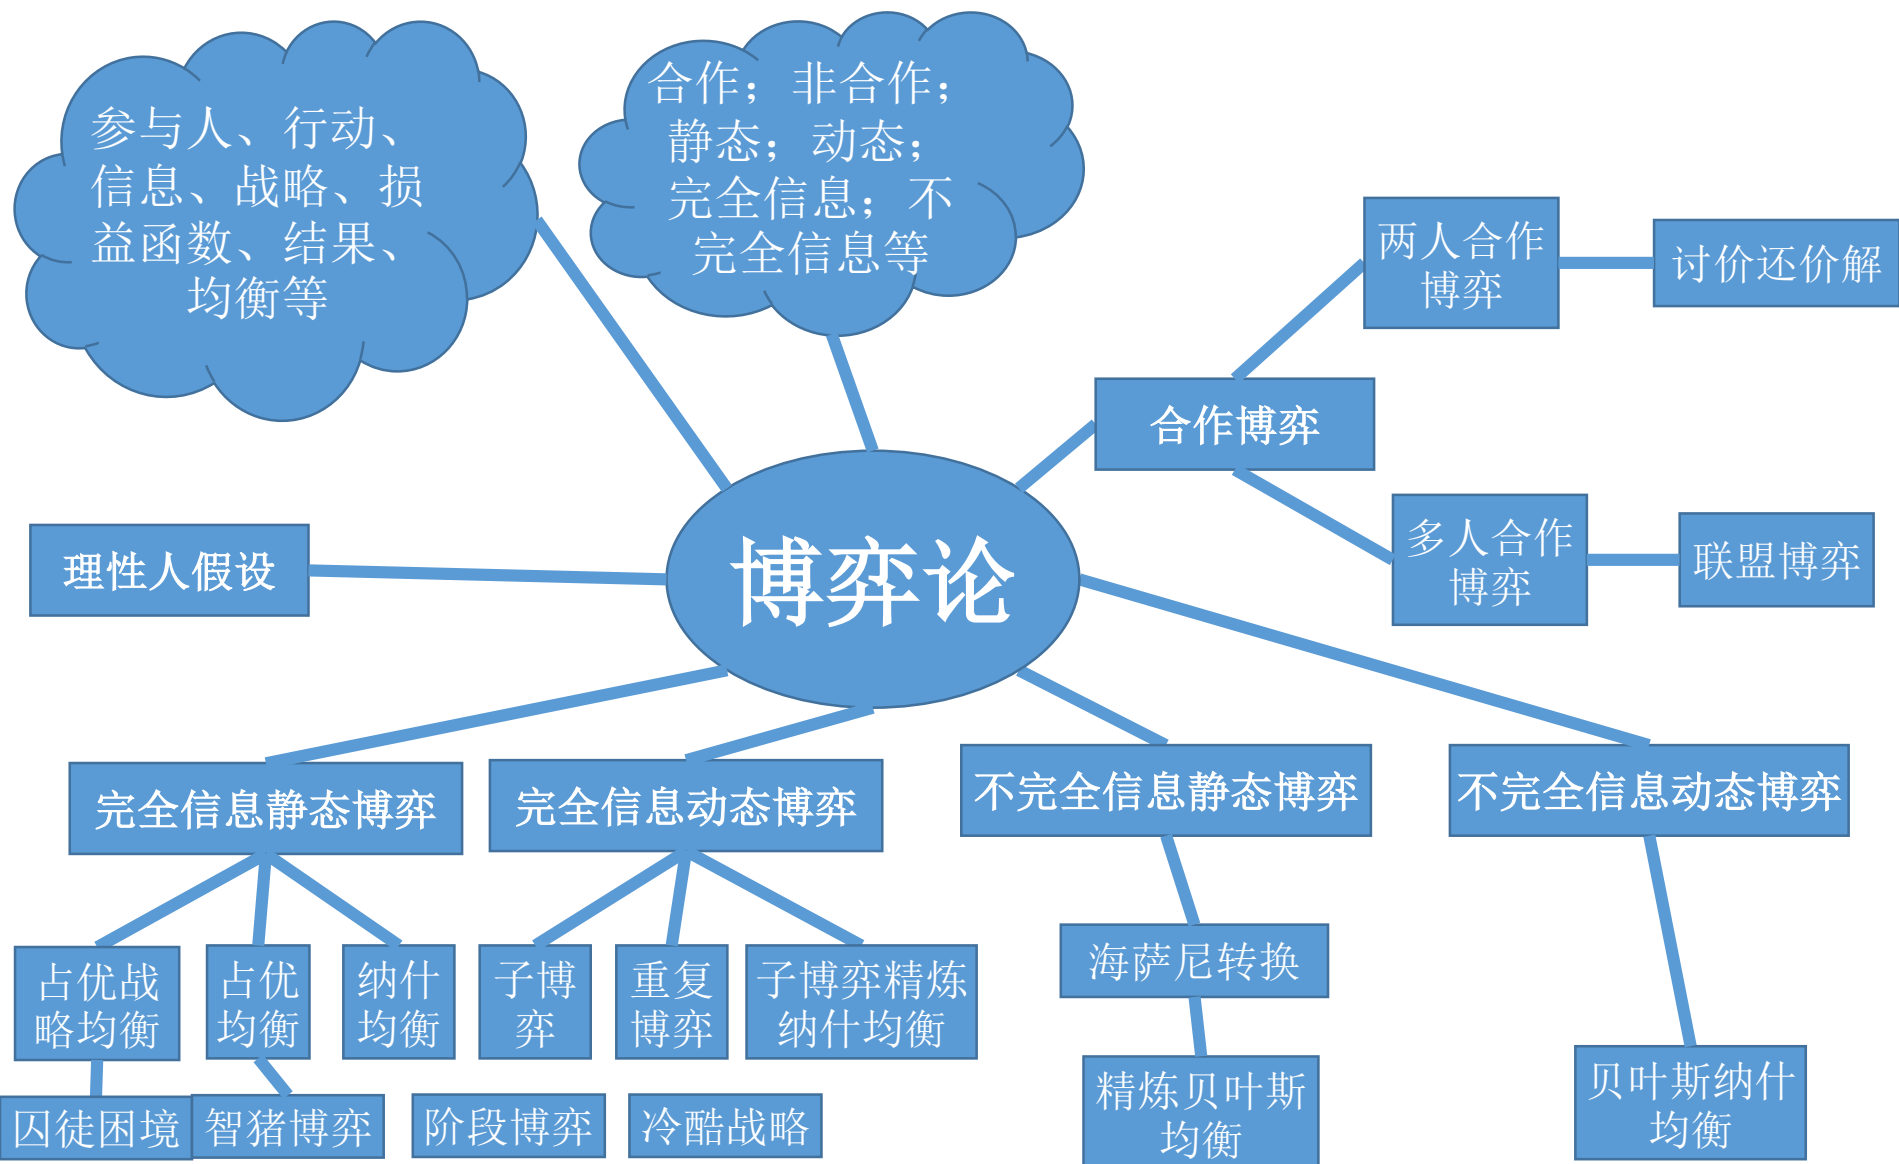 参与人、行动、
信息、战略、损
益函数、结果、
均衡等
合作；非合作；
静态；动态；
完全信息；不
完全信息等
两人合作
博弈
讨价还价解
合作博弈
多人合作
博弈
联盟博弈
理性人假设
博弈论
完全信息静态博弈
完全信息动态博弈
不完全信息静态博弈
不完全信息动态博弈
占优战
略均衡
占优
均衡
纳什
均衡
子博
弈
重复
博弈
子博弈精炼
纳什均衡
海萨尼转换
囚徒困境
智猪博弈
阶段博弈
冷酷战略
精炼贝叶斯
均衡
贝叶斯纳什
均衡